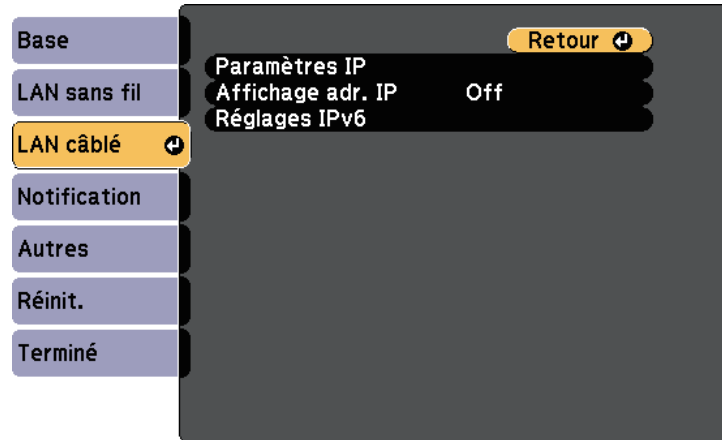 Base
LAN sans fil
LAN câblé
Notification
Autres
Réinit.
Terminé
Retour
Paramètres IP
Affichage adr. IP Off
Réglages IPv6